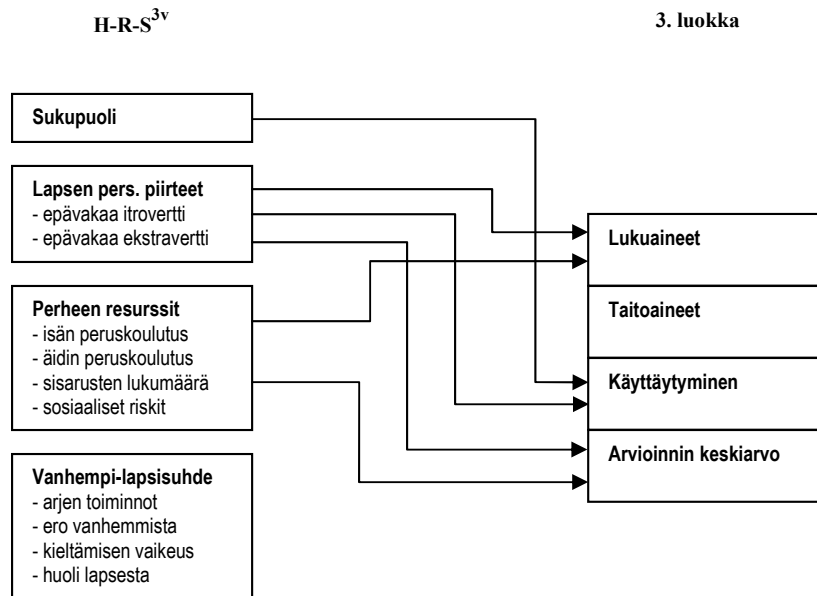 H-R-S³ᵛ
3. luokka
Sukupuoli
Lapsen pers. piirteet
- epävakaa itrovertti
- epävakaa ekstravertti
Perheen resurssit
- isän peruskoulutus
- äidin peruskoulutus
- sisarusten lukumäärä
- sosiaaliset riskit
Vanhempi-lapsisuhde
- arjen toiminnot
- ero vanhemmista
- kieltämisen vaikeus
- huoli lapsesta
Lukuaineet
Taitoaineet
Käyttäytyminen
Arvioinnin keskiarvo